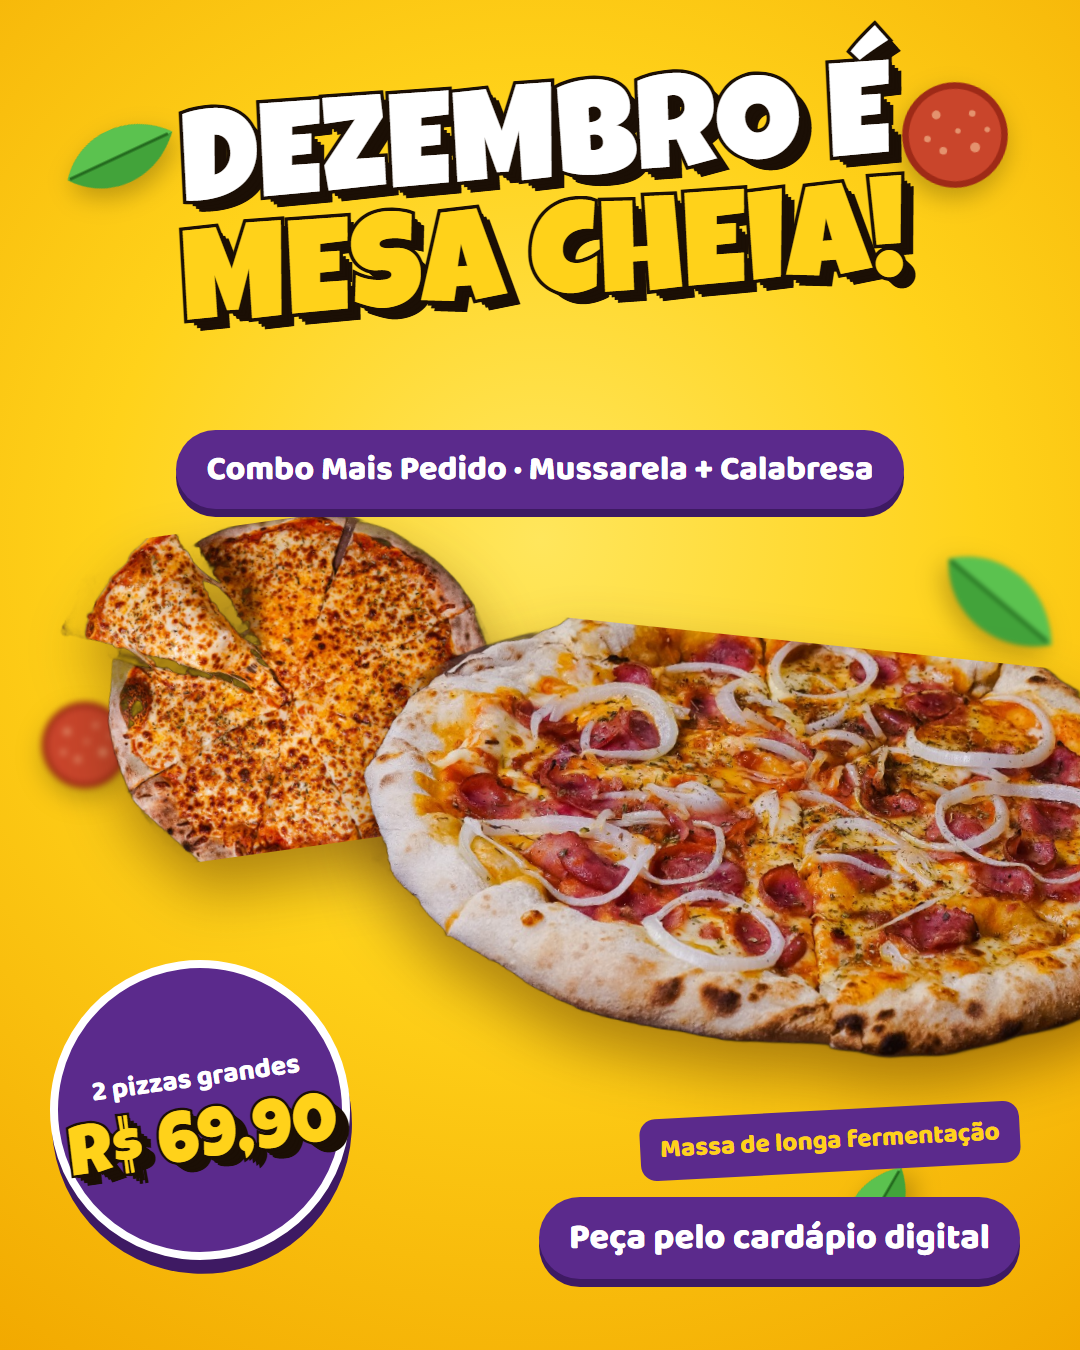 DEZEMBRO É
MESA CHEIA!
Combo Mais Pedido • Mussarela + Calabresa
2 pizzas grandes
R$ 69,90
Massa de longa fermentação
Peça pelo cardápio digital